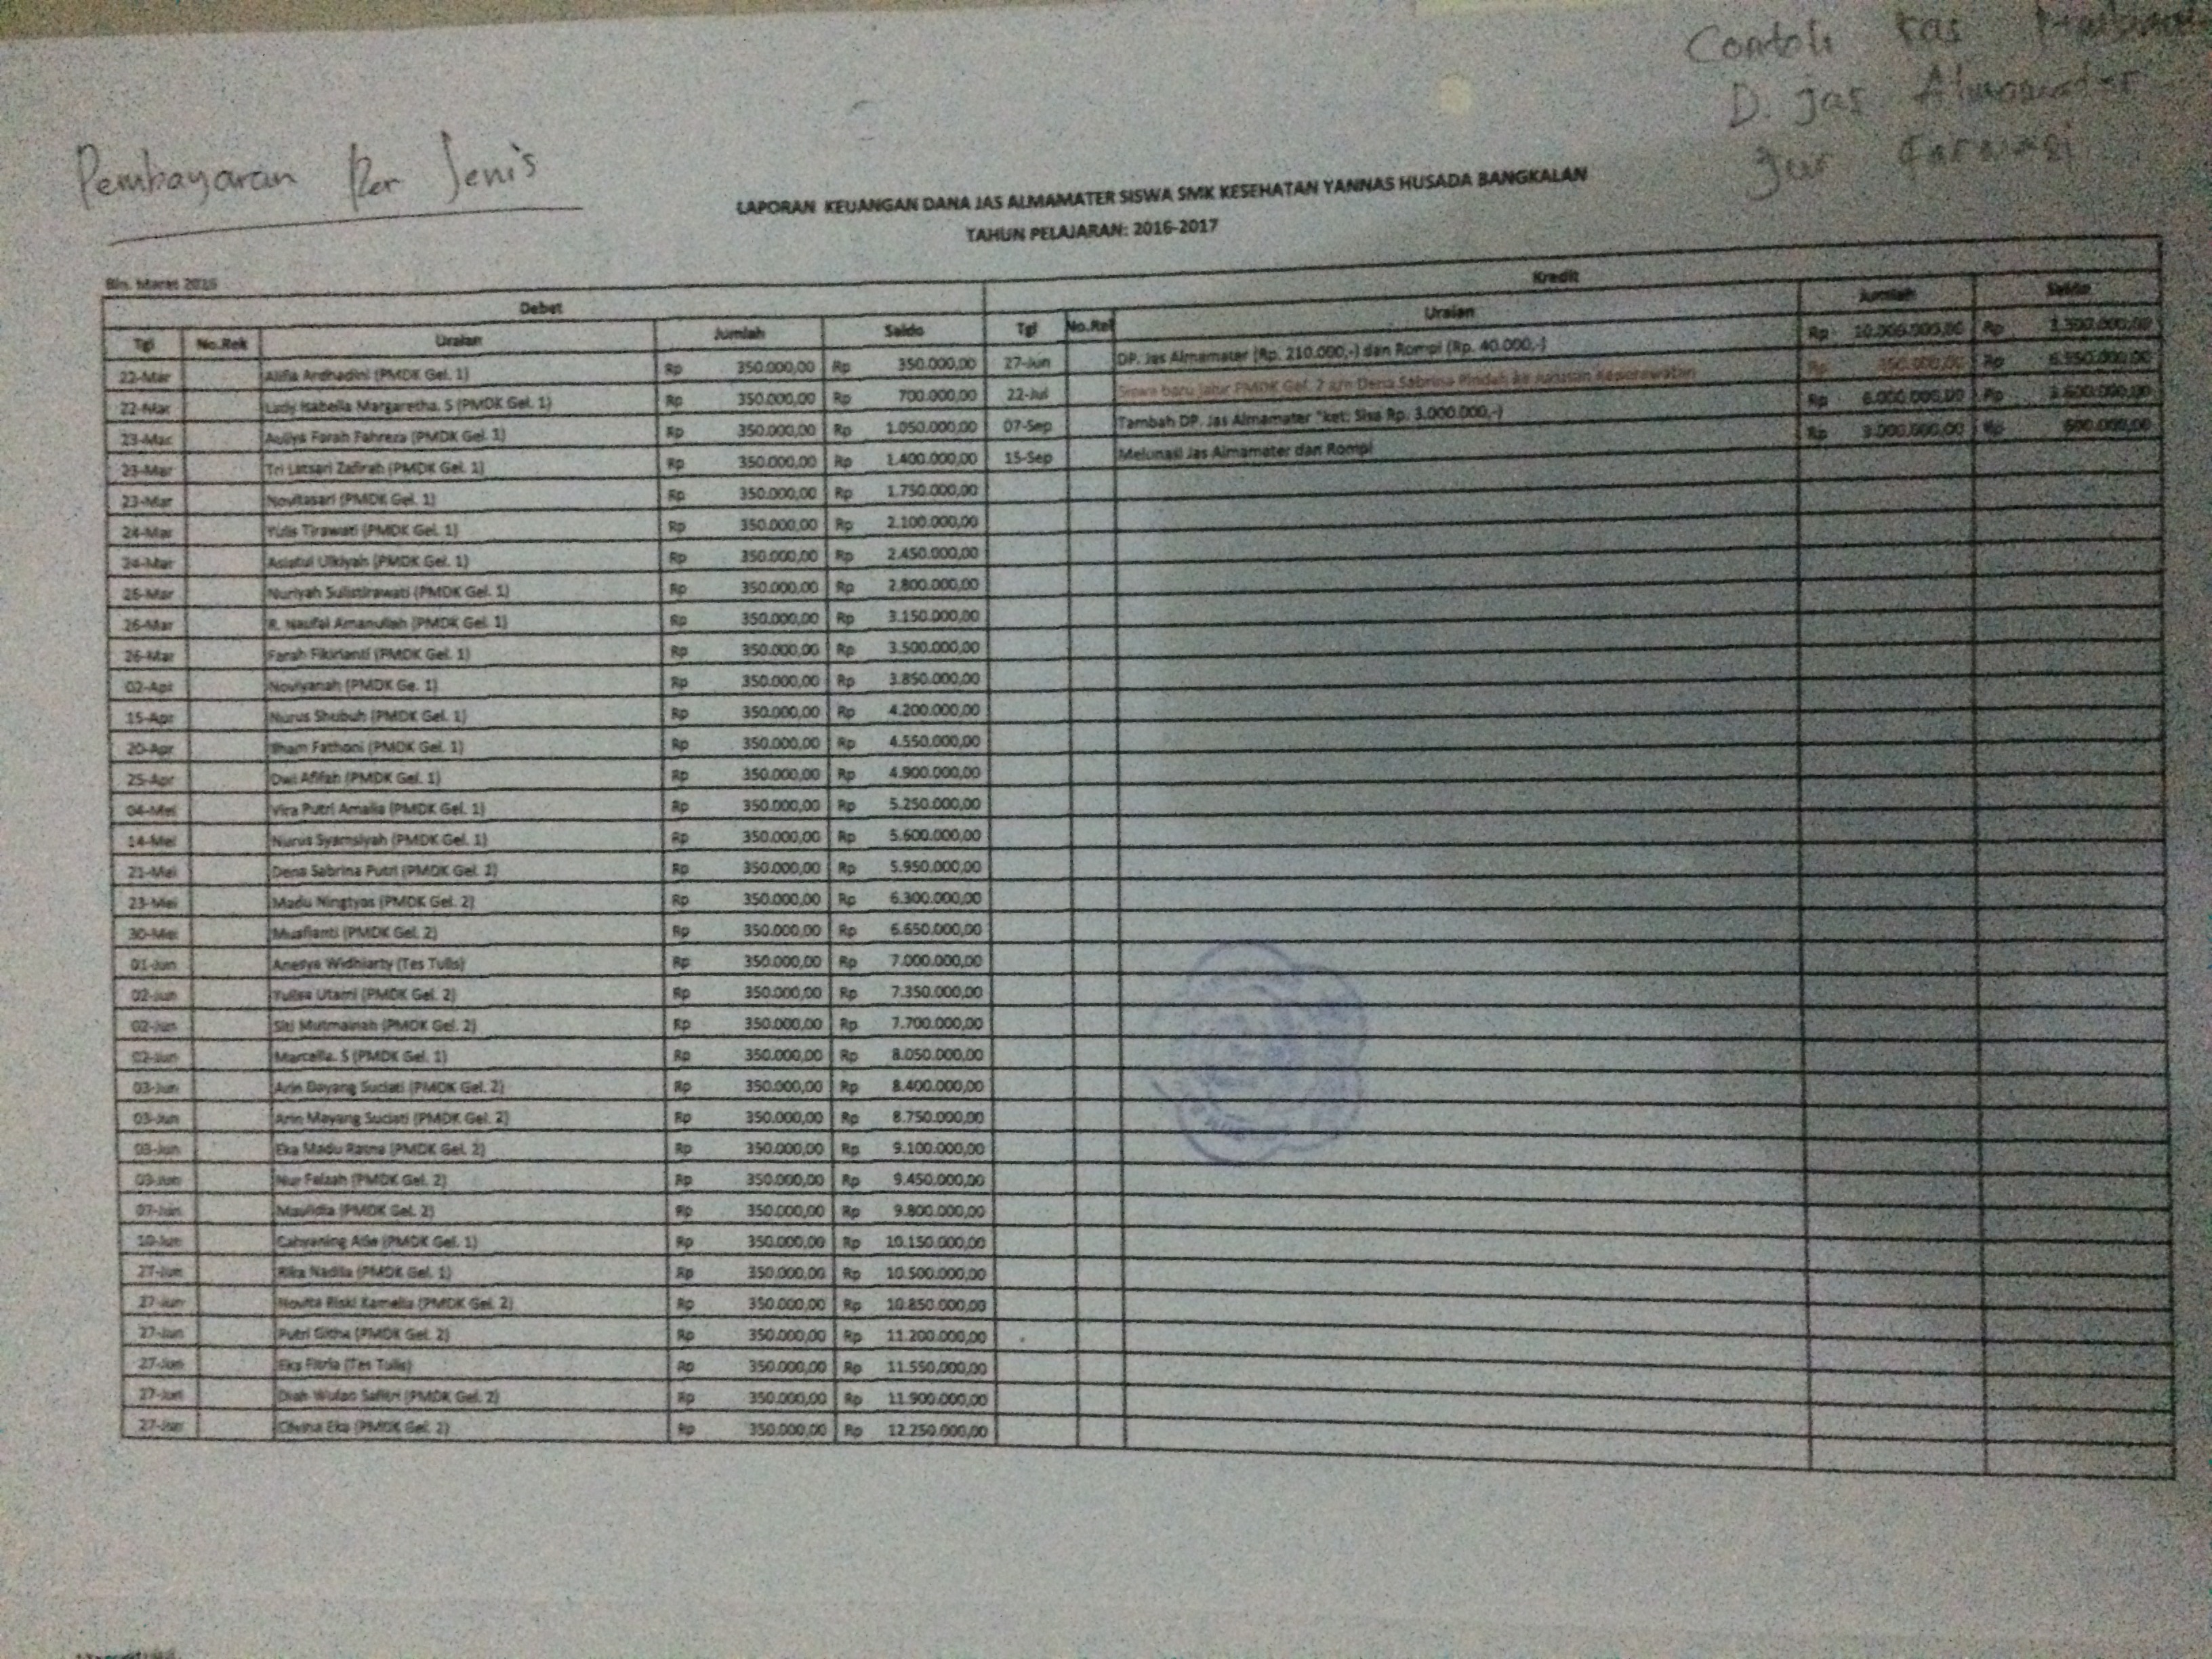 Contoh kas
D. jas Almamater
Jur Farmasi
Pembayaran Per Jenis
LAPORAN KEUANGAN DANA JAS ALMAMATER SISWA SMK KESEHATAN YANNAS HUSADA BANGKALAN
TAHUN PELAJARAN: 2016-2017
Bln. Maret 2016
Debet Kredit
Tgl No.Rek Uraian Jumlah Saldo Tgl No.Rek Uraian Jumlah Saldo
22-Mar Alifia Ardhadini (PMDK Gel. 1) Rp 350.000,00 Rp 350.000,00 27-Jun DP. Jas Almamater (Rp. 210.000,-) dan Rompi (Rp. 40.000,-) Rp 10.000.000,00 Rp
22-Mar Lady Isabella Margaretha. S (PMDK Gel. 1) Rp 350.000,00 Rp 700.000,00 22-Jul Siswa baru jalur PMDK Gel. 2 a/n Dena Sabrina Pindah ke Jurusan Keperawatan Rp 350.000,00 Rp
23-Mar Auliya Farah Fahreza (PMDK Gel. 1) Rp 350.000,00 Rp 1.050.000,00 07-Sep Tambah DP. Jas Almamater *ket: Sisa Rp. 3.000.000,-) Rp 6.000.000,00 Rp
23-Mar Tri Latsari Zafirah (PMDK Gel. 1) Rp 350.000,00 Rp 1.400.000,00 15-Sep Melunasi Jas Almamater dan Rompi Rp 3.000.000,00 Rp 600.000,00
23-Mar Novitasari (PMDK Gel. 1) Rp 350.000,00 Rp 1.750.000,00
24-Mar Yulis Tirawati (PMDK Gel. 1) Rp 350.000,00 Rp 2.100.000,00
24-Mar Asiatul Ulkiyah (PMDK Gel. 1) Rp 350.000,00 Rp 2.450.000,00
26-Mar Nuriyah Sulistirawati (PMDK Gel. 1) Rp 350.000,00 Rp 2.800.000,00
26-Mar R. Naufal Amanullah (PMDK Gel. 1) Rp 350.000,00 Rp 3.150.000,00
26-Mar Farah Fikrianti (PMDK Gel. 1) Rp 350.000,00 Rp 3.500.000,00
02-Apr Noviyanah (PMDK Ge. 1) Rp 350.000,00 Rp 3.850.000,00
15-Apr Nurus Shubuh (PMDK Gel. 1) Rp 350.000,00 Rp 4.200.000,00
20-Apr Ilham Fathoni (PMDK Gel. 1) Rp 350.000,00 Rp 4.550.000,00
25-Apr Dwi Afifah (PMDK Gel. 1) Rp 350.000,00 Rp 4.900.000,00
04-Mei Vira Putri Amalia (PMDK Gel. 1) Rp 350.000,00 Rp 5.250.000,00
14-Mei Nurus Syamsiyah (PMDK Gel. 1) Rp 350.000,00 Rp 5.600.000,00
21-Mei Dena Sabrina Putri (PMDK Gel. 2) Rp 350.000,00 Rp 5.950.000,00
23-Mei Madu Ningtyas (PMDK Gel. 2) Rp 350.000,00 Rp 6.300.000,00
30-Mei Musfianti (PMDK Gel. 2) Rp 350.000,00 Rp 6.650.000,00
01-Jun Anesya Widhiarty (Tes Tulis) Rp 350.000,00 Rp 7.000.000,00
02-Jun Yulisa Utami (PMDK Gel. 2) Rp 350.000,00 Rp 7.350.000,00
02-Jun Siti Mutmainah (PMDK Gel. 2) Rp 350.000,00 Rp 7.700.000,00
02-Jun Marcella. S (PMDK Gel. 1) Rp 350.000,00 Rp 8.050.000,00
03-Jun Arin Dayang Suciati (PMDK Gel. 2) Rp 350.000,00 Rp 8.400.000,00
03-Jun Arin Mayang Suciati (PMDK Gel. 2) Rp 350.000,00 Rp 8.750.000,00
03-Jun Eka Madu Ratna (PMDK Gel. 2) Rp 350.000,00 Rp 9.100.000,00
03-Jun Nur Faizah (PMDK Gel. 2) Rp 350.000,00 Rp 9.450.000,00
07-Jun Maulidia (PMDK Gel. 2) Rp 350.000,00 Rp 9.800.000,00
10-Jun Cahyaning (PMDK Gel. 1) Rp 350.000,00 Rp 10.150.000,00
27-Jun Rika Nadila (PMDK Gel. 1) Rp 350.000,00 Rp 10.500.000,00
27-Jun Novita Riski Kamelia (PMDK Gel. 2) Rp 350.000,00 Rp 10.850.000,00
27-Jun Putri Githa (PMDK Gel. 2) Rp 350.000,00 Rp 11.200.000,00
27-Jun Eka Fitria (Tes Tulis) Rp 350.000,00 Rp 11.550.000,00
27-Jun Diah Wulan Safitri (PMDK Gel. 2) Rp 350.000,00 Rp 11.900.000,00
27-Jun Eka (PMDK Gel. 2) Rp 350.000,00 Rp 12.250.000,00